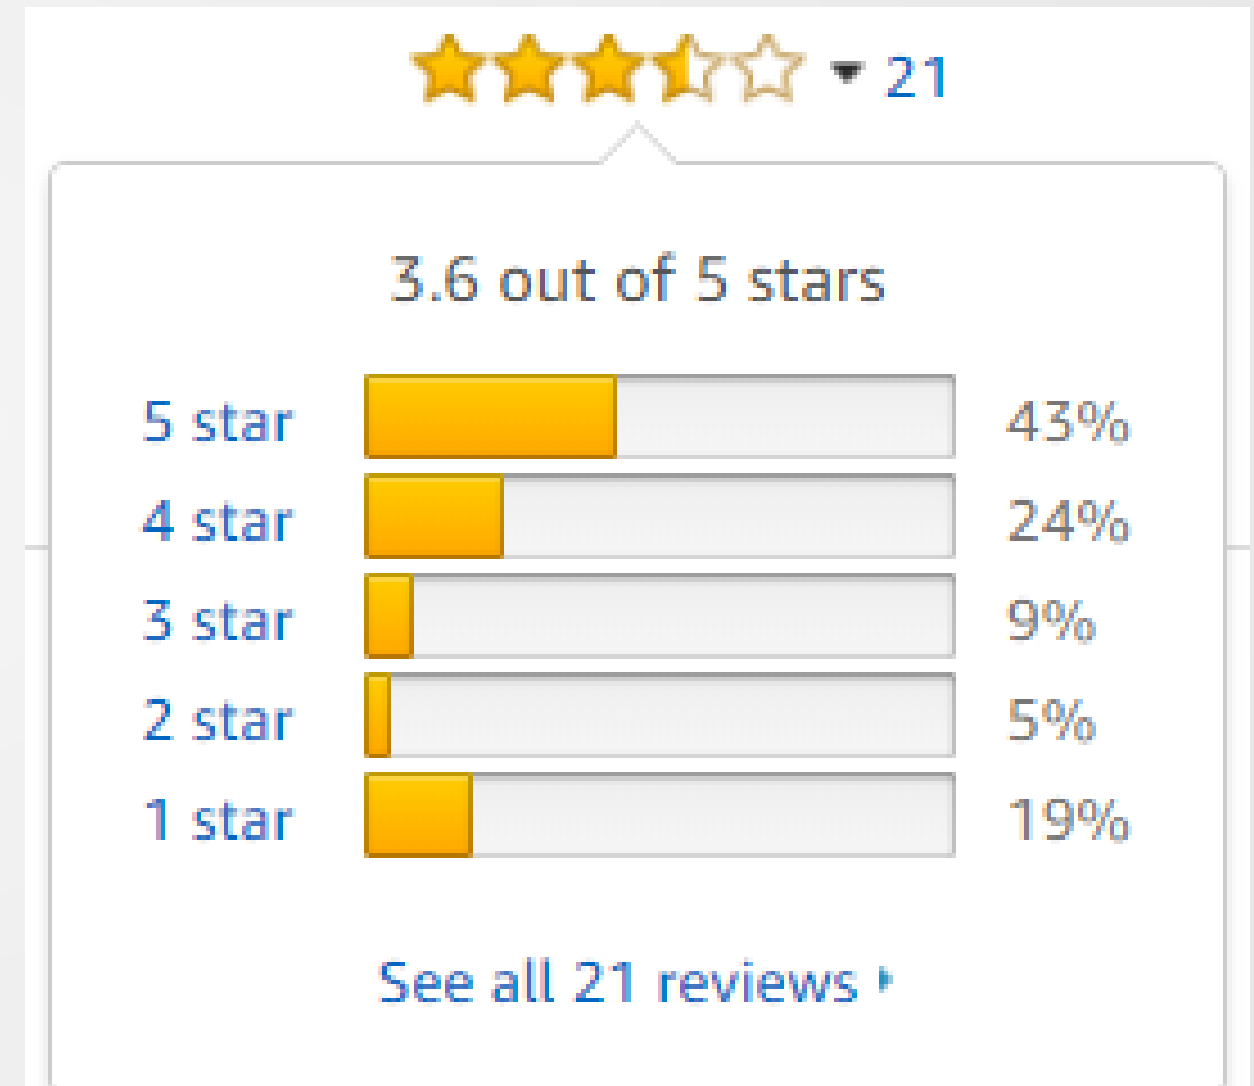 21
3.6 out of 5 stars
5 star 43%
4 star 24%
3 star 9%
2 star 5%
1 star 19%
See all 21 reviews